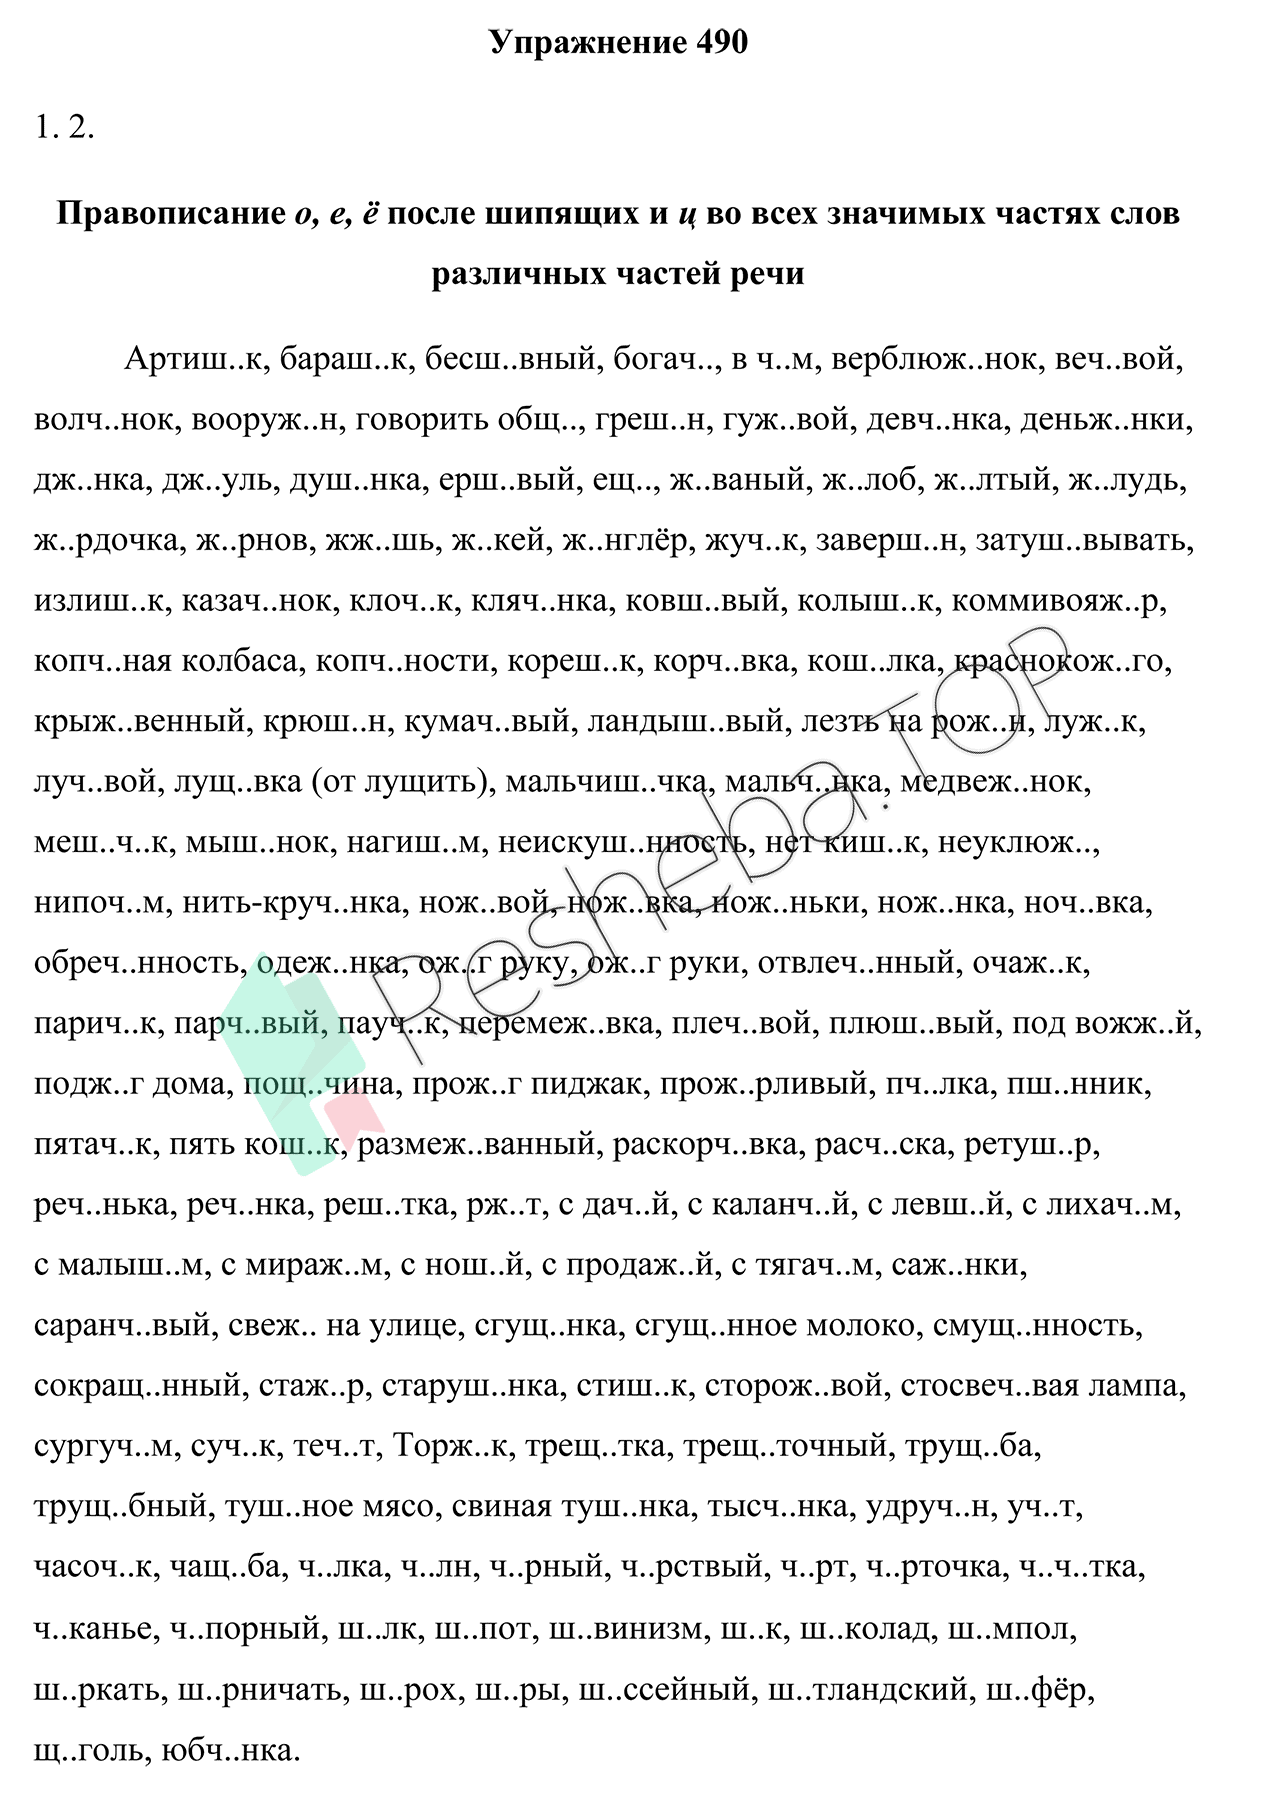 Упражнение 490
1. 2.
Правописание о, е, ё после шипящих и ц во всех значимых частях слов
различных частей речи
Артиш..к, бараш..к, бесш..вный, богач.., в ч..м, верблюж..нок, веч..вой,
волч..нок, вооруж..н, говорить общ.., греш..н, гуж..вой, девч..нка, деньж..нки,
дж..нка, дж..уль, душ..нка, ерш..вый, ещ.., ж..ваный, ж..лоб, ж..лтый, ж..лудь,
ж..рдочка, ж..рнов, жж..шь, ж..кей, ж..нглёр, жуч..к, заверш..н, затуш..вывать,
излиш..к, казач..нок, клоч..к, кляч..нка, ковш..вый, колыш..к, коммивояж..р,
копч..ная колбаса, копч..ности, кореш..к, корч..вка, кош..лка, краснокож..го,
крыж..венный, крюш..н, кумач..вый, ландыш..вый, лезть на рож..н, луж..к,
луч..вой, лущ..вка (от лущить), мальчиш..чка, мальч..нка, медвеж..нок,
меш..ч..к, мыш..нок, нагиш..м, неискуш..нность, нет киш..к, неуклюж..,
нипоч..м, нить-круч..нка, нож..вой, нож..вка, нож..ньки, нож..нка, ноч..вка,
обреч..нность, одеж..нка, ож..г руку, ож..г руки, отвлеч..нный, очаж..к,
парич..к, парч..вый, пауч..к, перемеж..вка, плеч..вой, плюш..вый, под вожж..й,
подж..г дома, пощ..чина, прож..г пиджак, прож..рливый, пч..лка, пш..нник,
пятач..к, пять кош..к, размеж..ванный, раскорч..вка, расч..ска, ретуш..р,
реч..нька, реч..нка, реш..тка, рж..т, с дач..й, с каланч..й, с левш..й, с лихач..м,
с малыш..м, с мираж..м, с нош..й, с продаж..й, с тягач..м, саж..нки,
саранч..вый, свеж.. на улице, сгущ..нка, сгущ..нное молоко, смущ..нность,
сокращ..нный, стаж..р, старуш..нка, стиш..к, сторож..вой, стосвеч..вая лампа,
сургуч..м, суч..к, теч..т, Торж..к, трещ..тка, трещ..точный, трущ..ба,
трущ..бный, туш..ное мясо, свиная туш..нка, тысч..нка, удруч..н, уч..т,
часоч..к, чащ..ба, ч..лка, ч..лн, ч..рный, ч..рствый, ч..рт, ч..рточка, ч..ч..тка,
ч..канье, ч..порный, ш..лк, ш..пот, ш..винизм, ш..к, ш..колад, ш..мпол,
ш..ркать, ш..рничать, ш..рох, ш..ры, ш..ссейный, ш..тландский, ш..фёр,
щ..голь, юбч..нка.
Resheba.TOP